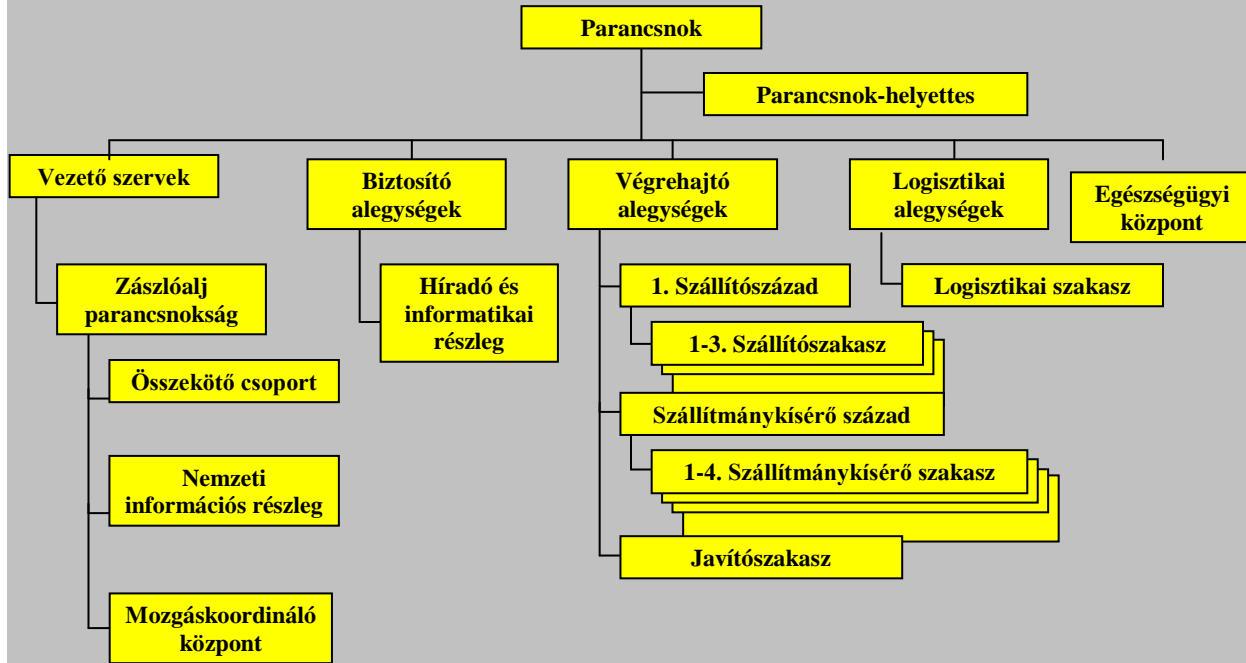 Parancsnok
Parancsnok-helyettes
Vezető szervek
Biztosító
alegységek
Végrehajtó
alegységek
Logisztikai
alegységek
Egészségügyi
központ
Zászlóalj
parancsnokság
Összekötő csoport
Nemzeti
információs részleg
Mozgáskoordináló
központ
Híradó és
informatikai
részleg
1. Szállítószázad
1-3. Szállítószakasz
Szállítmánykísérő század
1-4. Szállítmánykísérő szakasz
Javítószakasz
Logisztikai szakasz